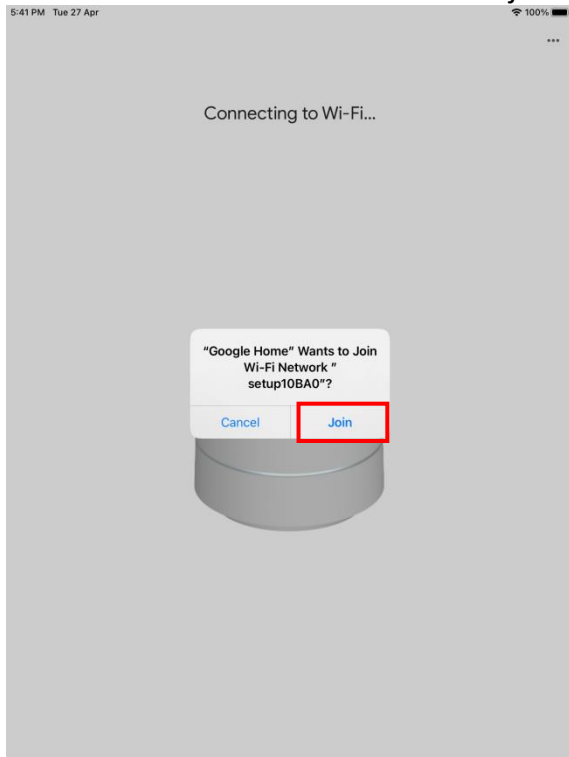 5:41 PM Tue 27 Apr 100%
...
Connecting to Wi-Fi...
“Google Home” Wants to Join
Wi-Fi Network “
setup10BA0”?
Cancel Join